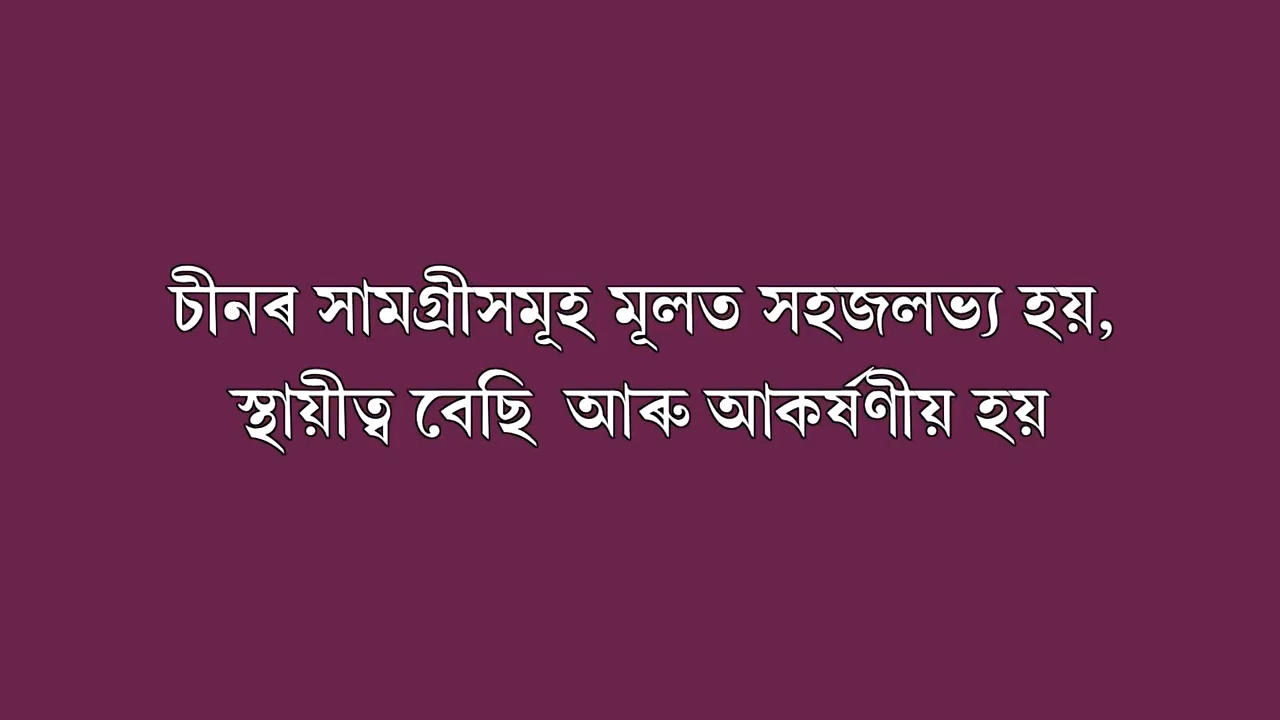 চীনৰ সামগ্ৰীসমূহ মূলত সহজলভ্য হয়,
স্থায়ীত্ব বেছি আৰু আকৰ্ষণীয় হয়